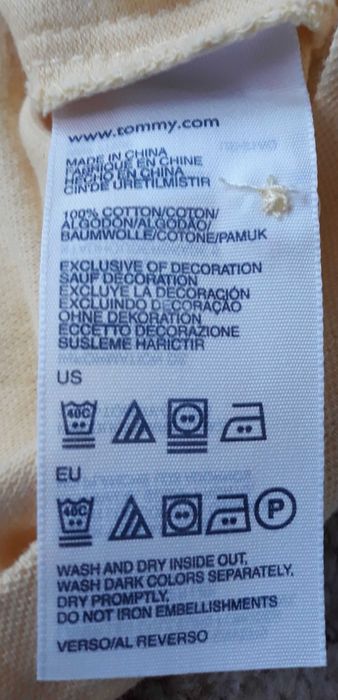 www.tommy.com
MADE IN CHINA
FABRIQUÉ EN CHINE
HECHO EN CHINA
CIN'DE URETILMISTIR
100% COTTON/COTON/
ALGODON/ALGODÃO/
BAUMWOLLE/COTONE/PAMUK
EXCLUSIVE OF DECORATION
SAUF DECORATION
EXCLUYE LA DECORACIÓN
EXCLUINDO DECORAÇÃO
OHNE DEKORATION
ECCETTO DECORAZIONE
SUSLEME HARICTIR
US
40C
EU
40C P
WASH AND DRY INSIDE OUT,
WASH DARK COLORS SEPARATELY,
DRY PROMPTLY,
DO NOT IRON EMBELLISHMENTS
VERSO/AL REVERSO